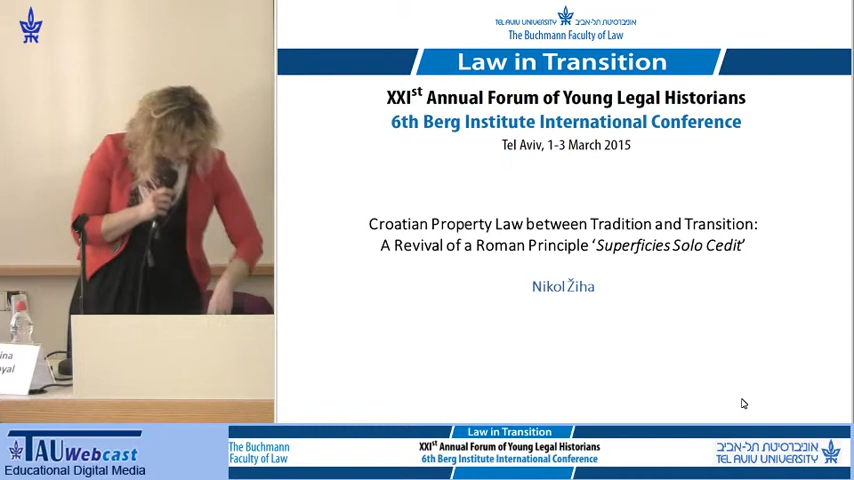 TEL AVIV UNIVERSITY אוניברסיטת תל-אביב
The Buchmann Faculty of Law
Law in Transition
XXIst Annual Forum of Young Legal Historians
6th Berg Institute International Conference
Tel Aviv, 1-3 March 2015
Croatian Property Law between Tradition and Transition:
A Revival of a Roman Principle ‘Superficies Solo Cedit’
Nikol Žiha
ina
yal
TAU Webcast
Educational Digital Media
The Buchmann
Faculty of Law
Law in Transition
XXIst Annual Forum of Young Legal Historians
6th Berg Institute International Conference
אוניברסיטת תל-אביב
TEL AVIV UNIVERSITY